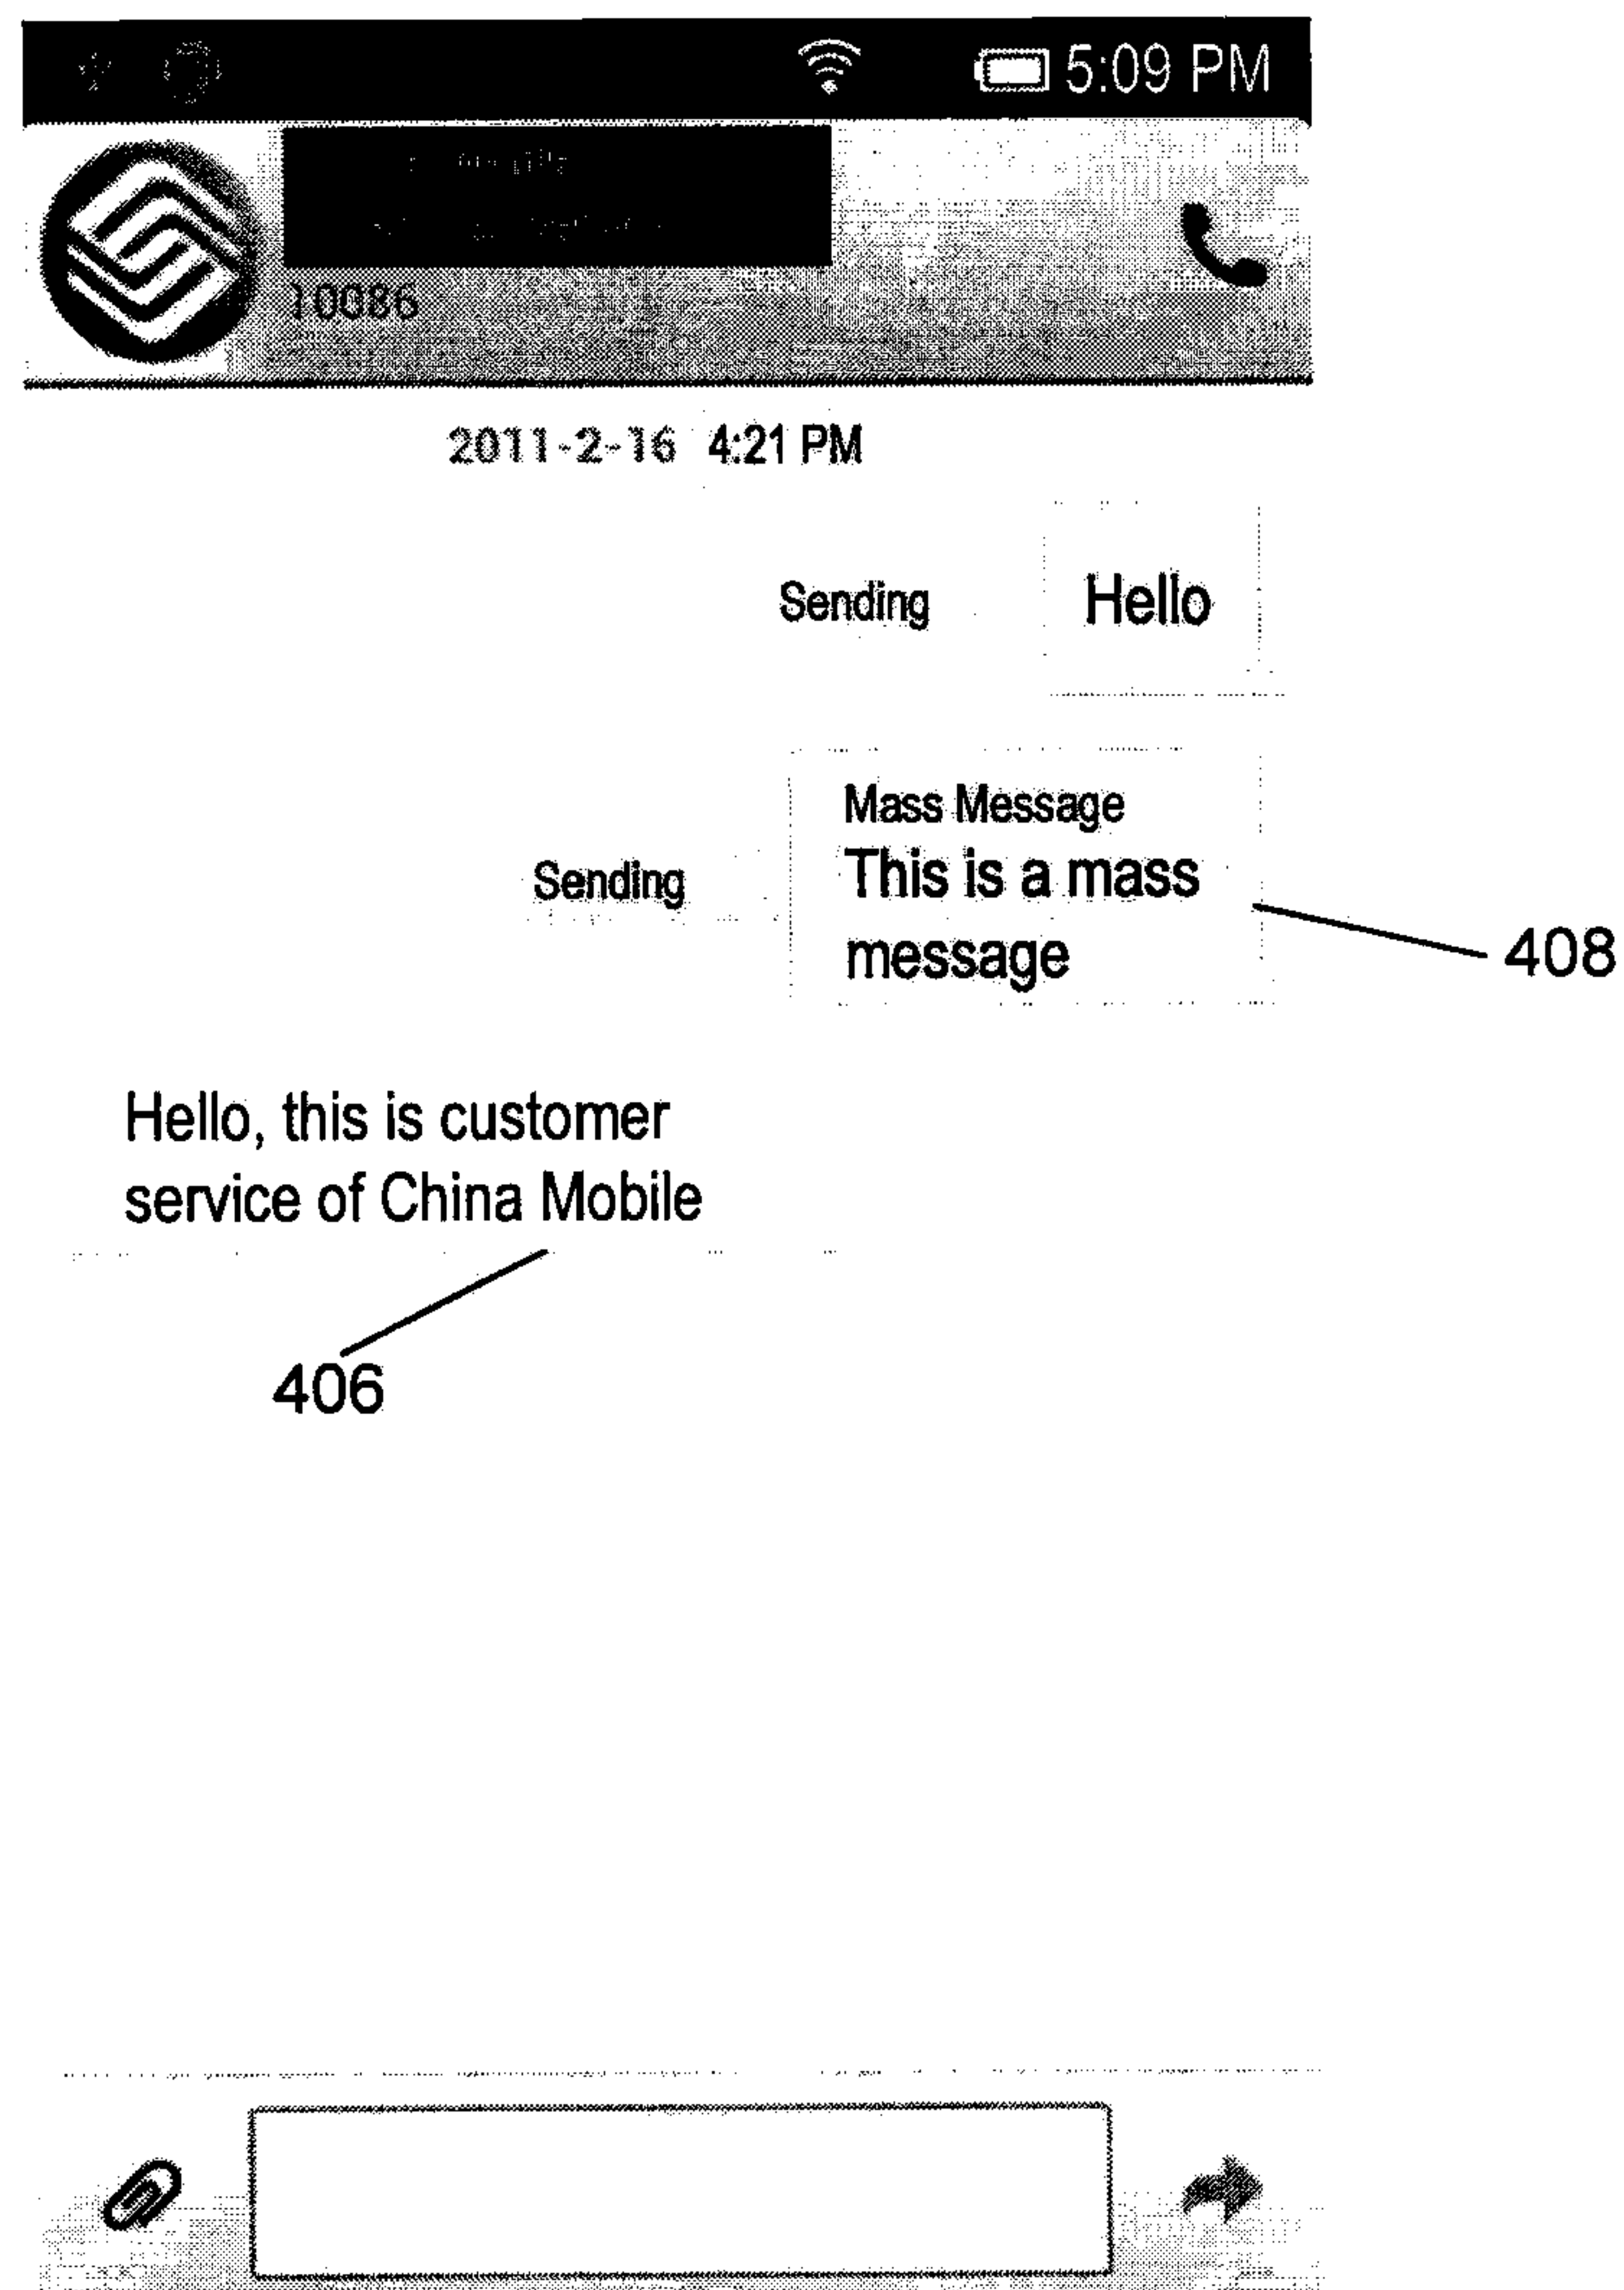 5:09 PM
10086
2011-2-16 4:21 PM
Sending Hello
Mass Message
Sending This is a mass
message
408
Hello, this is customer
service of China Mobile
406